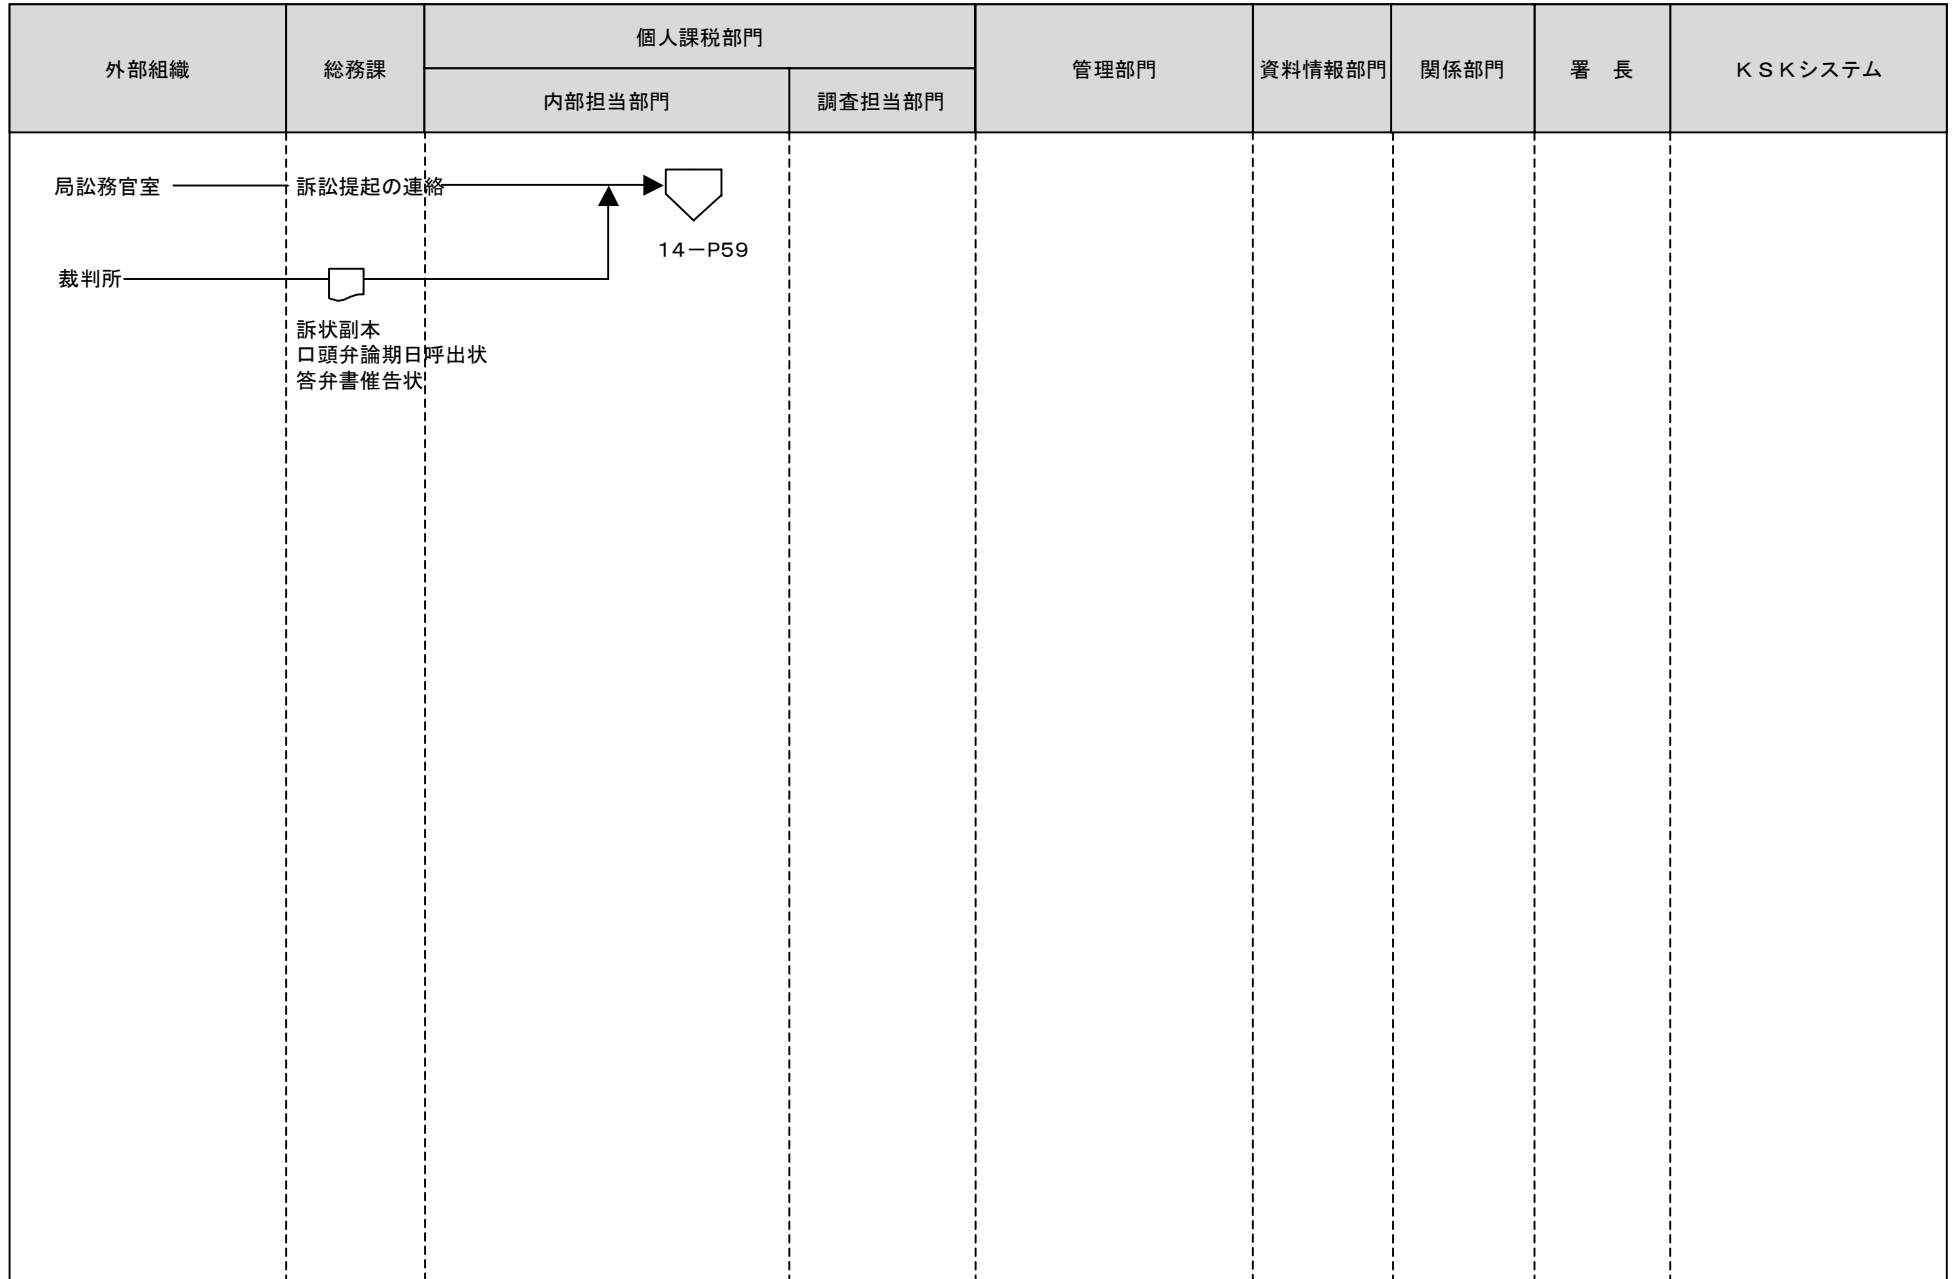 外部組織
総務課
個人課税部門
内部担当部門
調査担当部門
管理部門
資料情報部門
関係部門
署　長
ＫＳＫシステム
局訟務官室
訴訟提起の連絡
14－P59
裁判所
訴状副本
口頭弁論期日呼出状
答弁書催告状